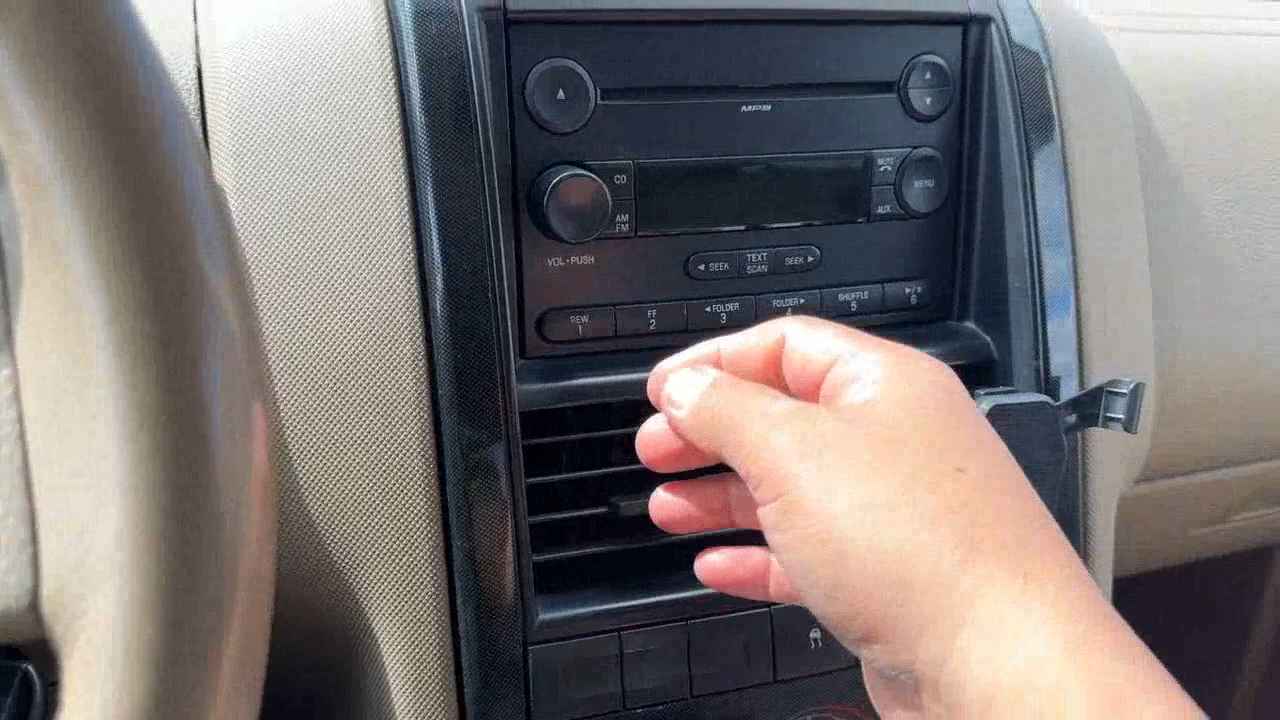 MP3
CD
MUTE
MENU
AM
FM
AUX
VOL•PUSH
◄ SEEK
TEXT
SCAN
SEEK ►
REW
1
FF
2
◄ FOLDER
3
FOLDER ►
4
SHUFFLE
5
►/II
6